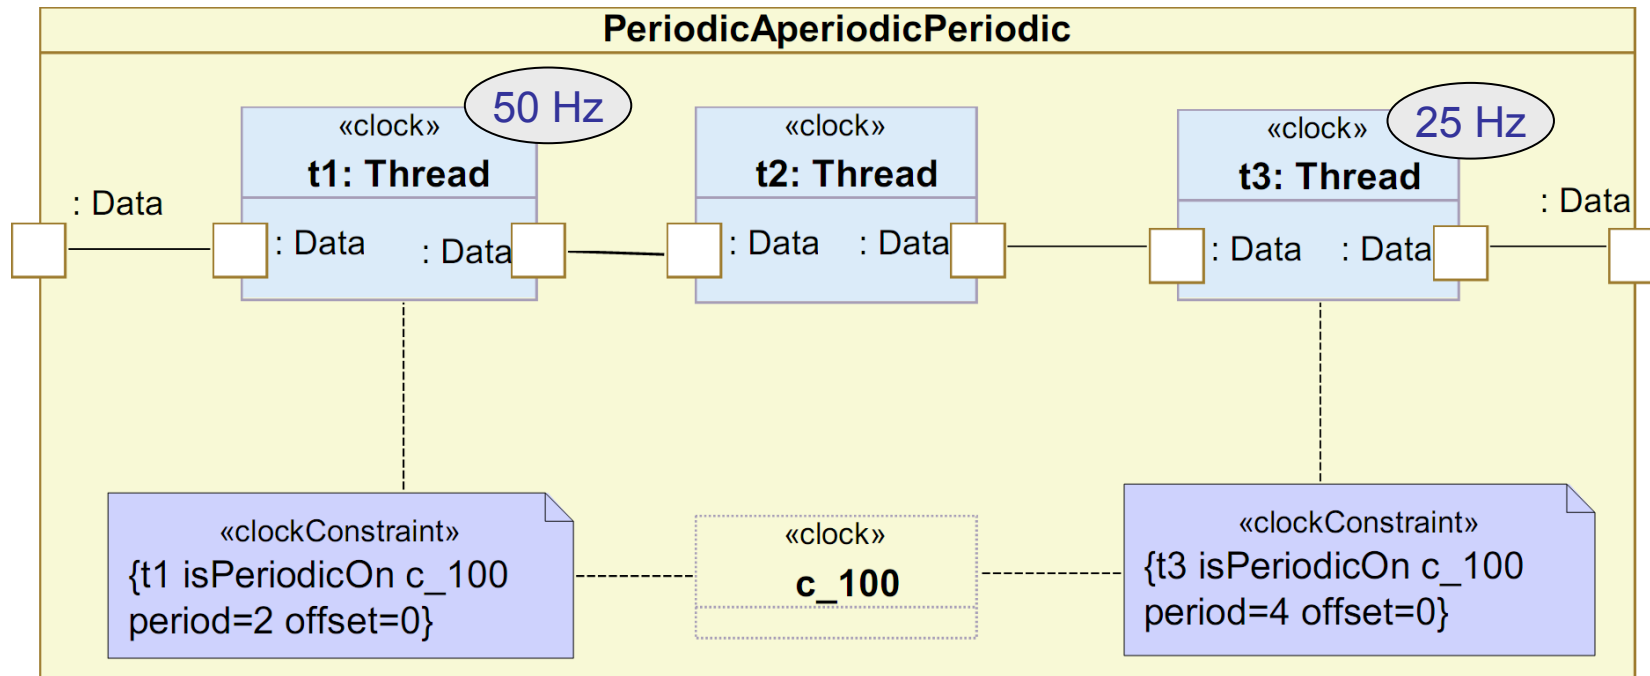 PeriodicAperiodicPeriodic
50 Hz
25 Hz
«clock»
t1: Thread
«clock»
t2: Thread
«clock»
t3: Thread
: Data
: Data
: Data
: Data
: Data
: Data
: Data
: Data
«clockConstraint»
{t1 isPeriodicOn c_100
period=2 offset=0}
«clock»
c_100
«clockConstraint»
{t3 isPeriodicOn c_100
period=4 offset=0}